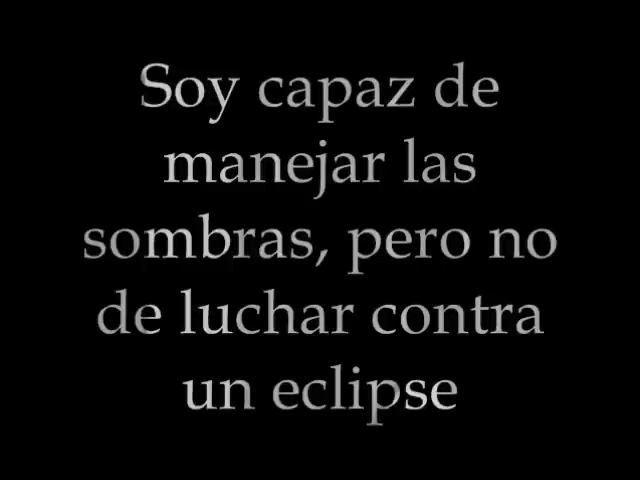 Soy capaz de
manejar las
sombras, pero no
de luchar contra
un eclipse